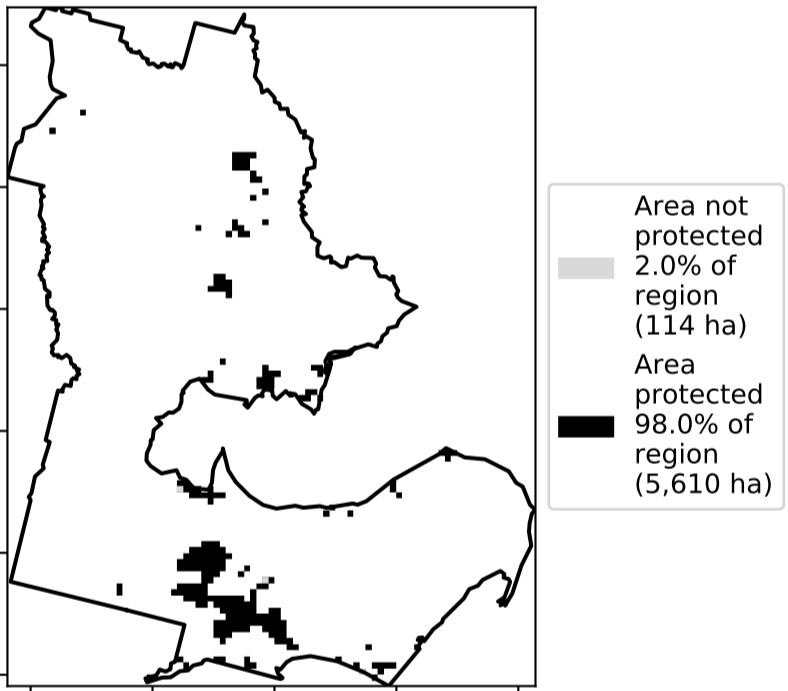 Area not
protected
2.0% of
region
(114 ha)
Area
protected
98.0% of
region
(5,610 ha)